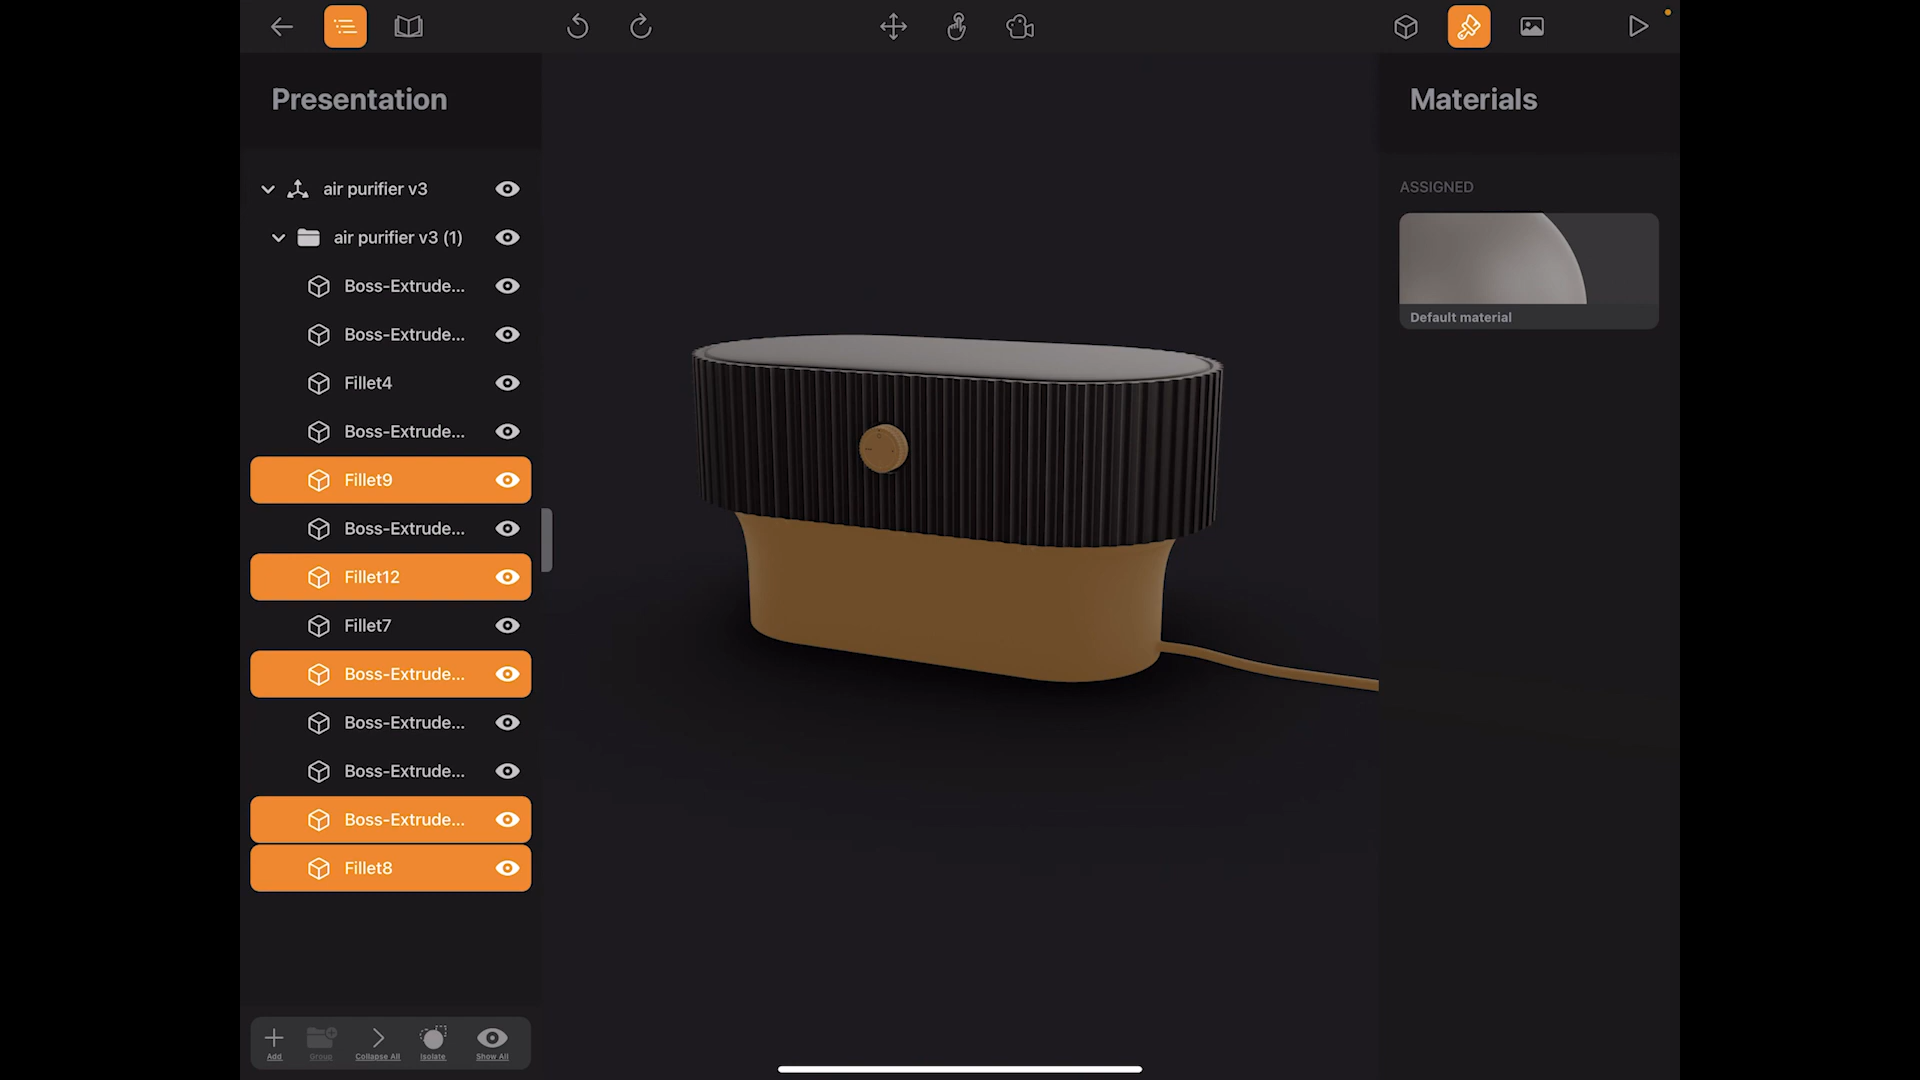 Presentation
Materials
air purifier v3
air purifier v3 (1)
Boss-Extrude...
Boss-Extrude...
Fillet4
Boss-Extrude...
Fillet9
Boss-Extrude...
Fillet12
Fillet7
Boss-Extrude...
Boss-Extrude...
Boss-Extrude...
Boss-Extrude...
Fillet8
ASSIGNED
Default material
Add
Group
Collapse All
Isolate
Show All